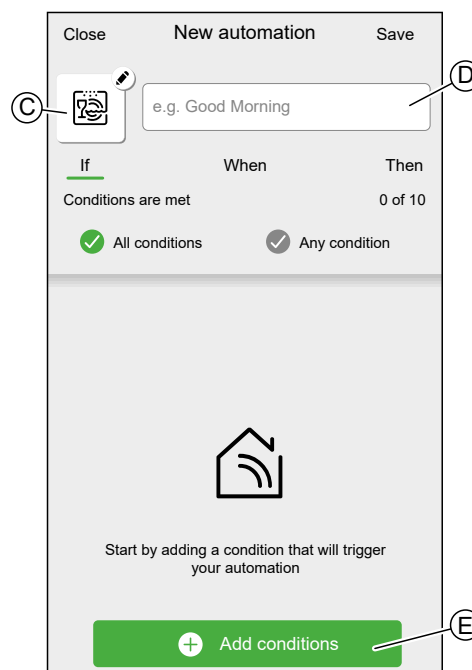 Close New automation Save
C
D
e.g. Good Morning
If When Then
Conditions are met 0 of 10
All conditions Any condition
Start by adding a condition that will trigger
your automation
Add conditions
E